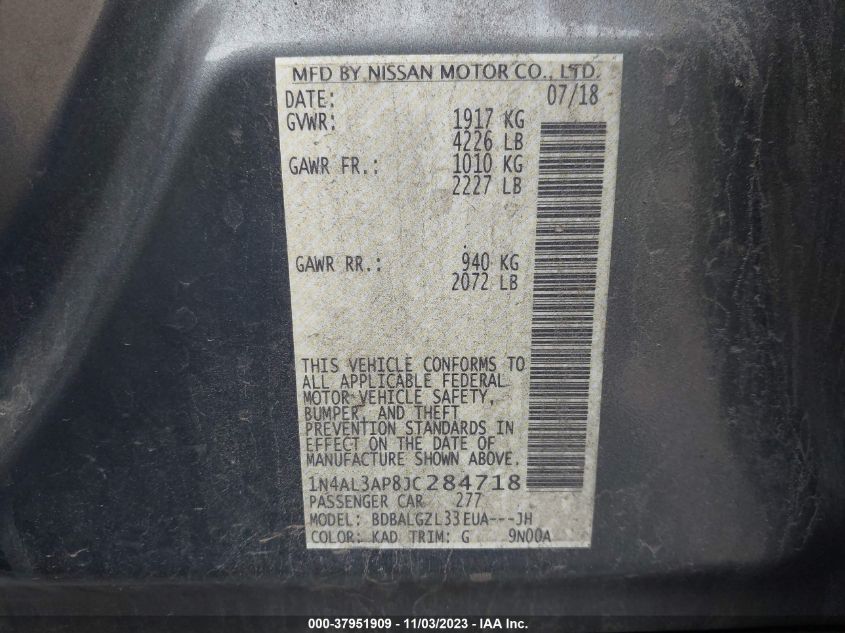 MFD BY NISSAN MOTOR CO., LTD.
DATE: 07/18
GVWR: 1917 KG
4226 LB
GAWR FR.: 1010 KG
2227 LB
GAWR RR.: 940 KG
2072 LB
THIS VEHICLE CONFORMS TO
ALL APPLICABLE FEDERAL
MOTOR VEHICLE SAFETY,
BUMPER, AND THEFT
PREVENTION STANDARDS IN
EFFECT ON THE DATE OF
MANUFACTURE SHOWN ABOVE.
1N4AL3AP8JC284718
PASSENGER CAR 277
MODEL: BDBALGZL33EUA---JH
COLOR: KAD TRIM: G 9N00A
000-37951909 - 11/03/2023 - IAA Inc.